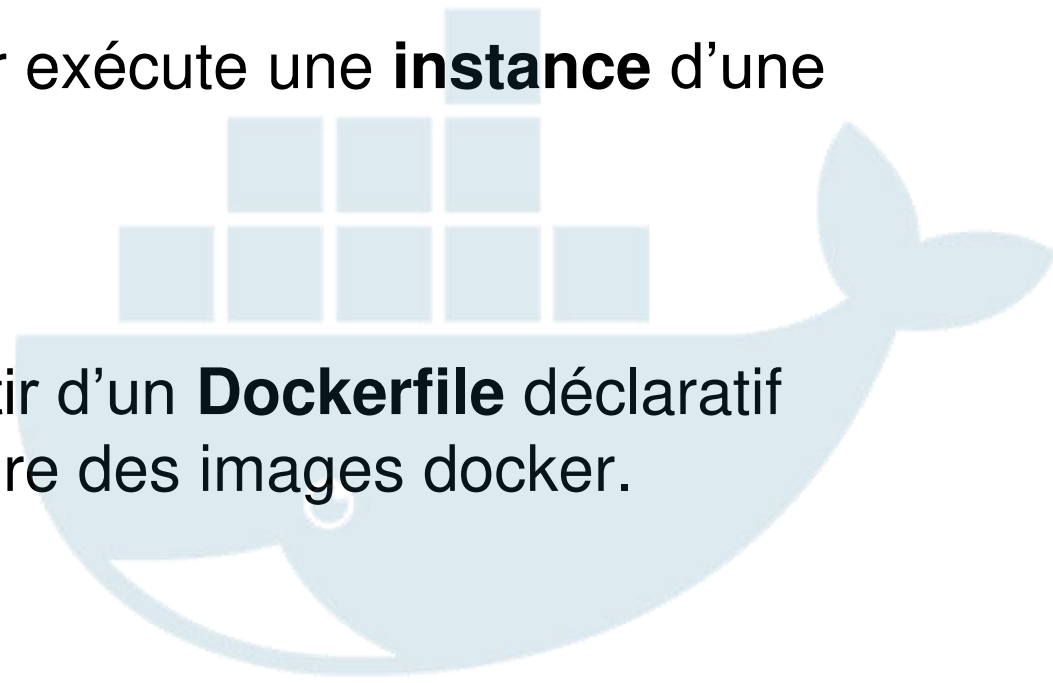 r exécute une instance d'une
tir d'un Dockerfile déclaratif
re des images docker.